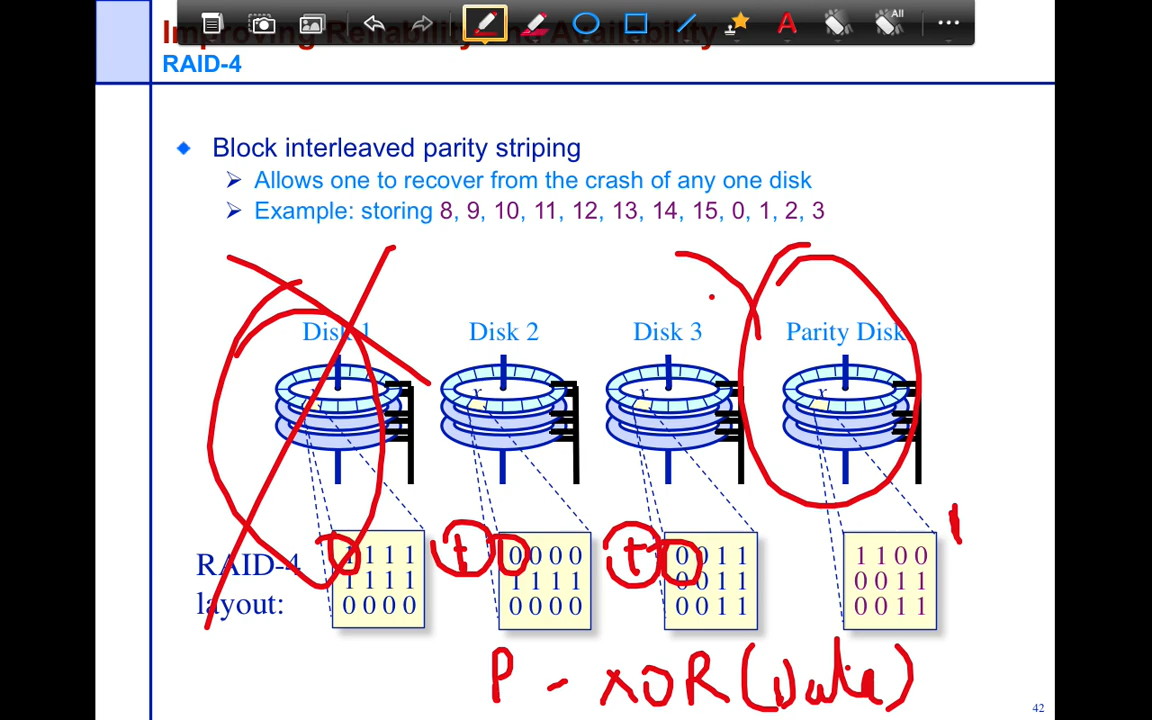 All
A
RAID-4
Block interleaved parity striping
Allows one to recover from the crash of any one disk
Example: storing 8, 9, 10, 11, 12, 13, 14, 15, 0, 1, 2, 3
Disk 1 Disk 2 Disk 3 Parity Disk
x x x x
1 1 1 1 + 0 0 0 0 + 0 0 1 1 1 1 0 0
RAID-4 1 1 1 1 1 1 1 1 0 0 1 1 0 0 1 1
layout: 0 0 0 0 0 0 0 0 0 0 1 1 0 0 1 1
P - XOR (Data)
42